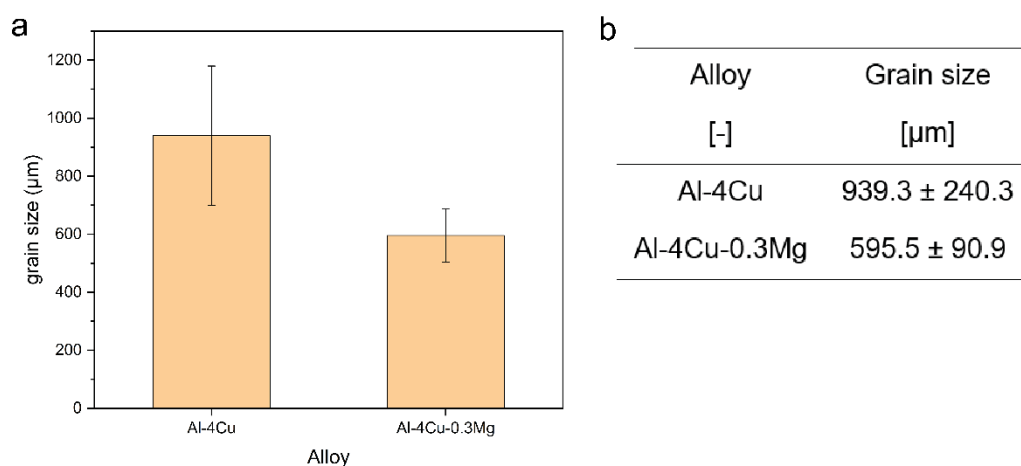 a
1200
1000
800
600
400
200
0
grain size (μm)
Al-4Cu
Al-4Cu-0.3Mg
Alloy
b
Alloy Grain size
[-] [μm]
Al-4Cu 939.3 ± 240.3
Al-4Cu-0.3Mg 595.5 ± 90.9